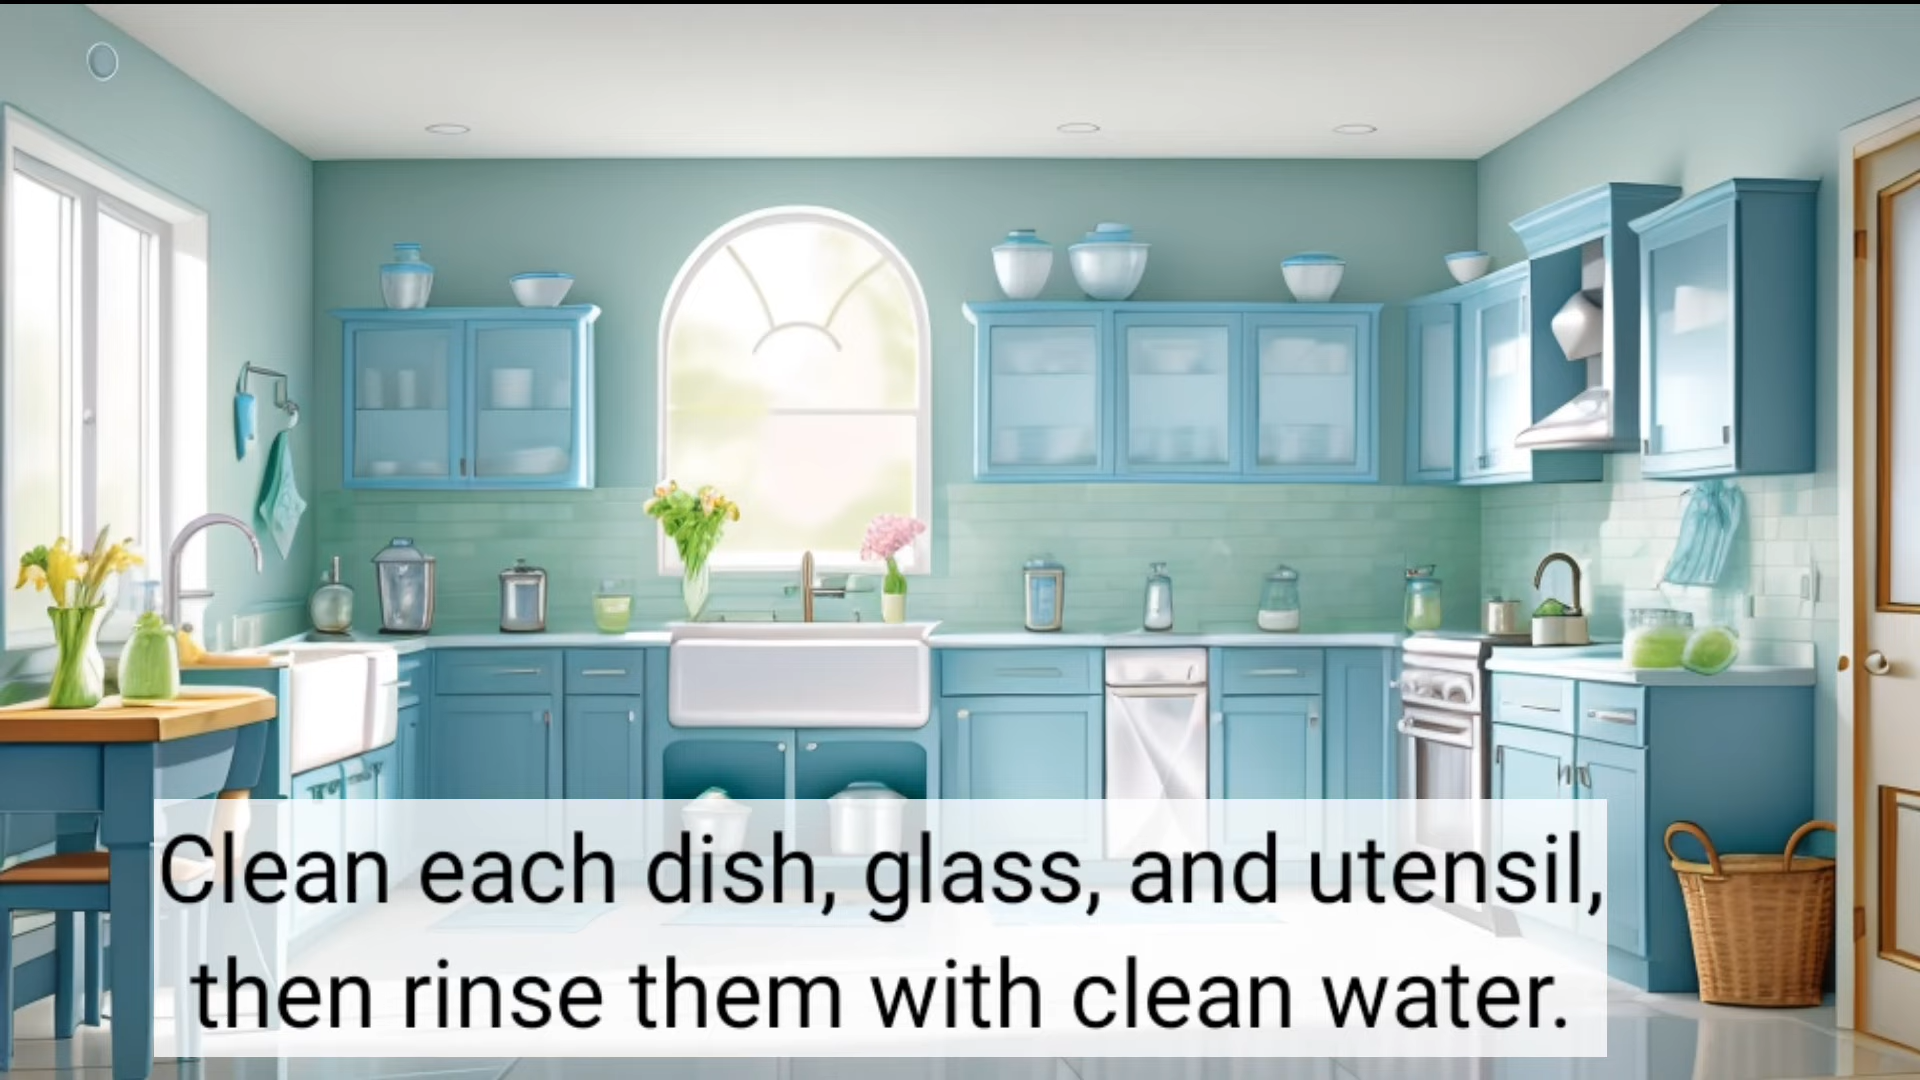 Clean each dish, glass, and utensil,
then rinse them with clean water.